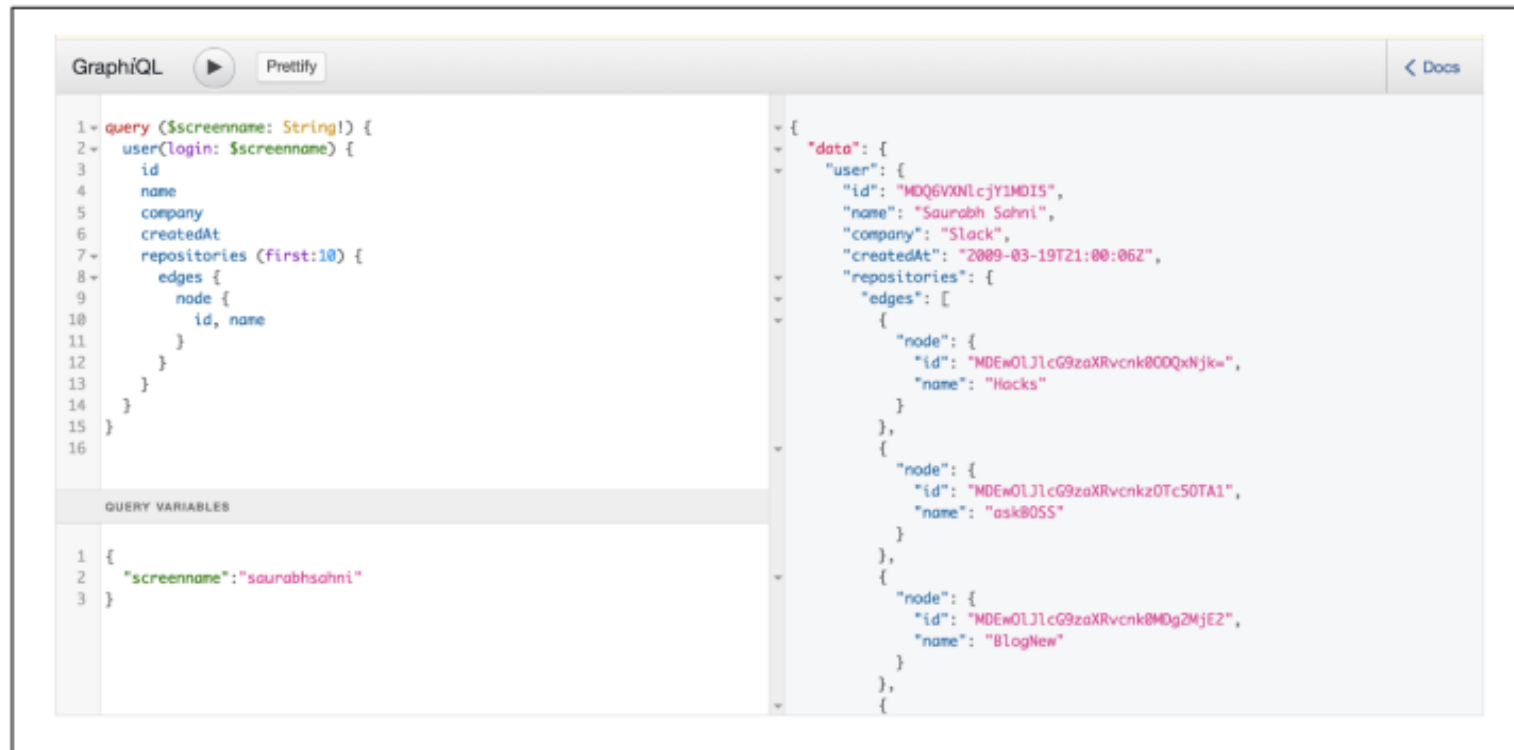 GraphiQL Prettify < Docs
1 query ($screenname: String!) {
2 user(login: $screenname) {
3 id
4 name
5 company
6 createdAt
7 repositories (first:10) {
8 edges {
9 node {
10 id, name
11 }
12 }
13 }
14 }
15 }
16
QUERY VARIABLES
1 {
2 "screenname":"saurabhsahni"
3 }
{
"data": {
"user": {
"id": "MDQ6VXNlcjY1MDI5",
"name": "Saurabh Sahni",
"company": "Slack",
"createdAt": "2009-03-19T21:00:06Z",
"repositories": {
"edges": [
{
"node": {
"id": "MDEwOlJlcG9zaXRvcnk0ODQxNjk=",
"name": "Hacks"
}
},
{
"node": {
"id": "MDEwOlJlcG9zaXRvcnkzOTc5OTA1",
"name": "askBOSS"
}
},
{
"node": {
"id": "MDEwOlJlcG9zaXRvcnk0MDg2MjE2",
"name": "BlogNew"
}
},
{